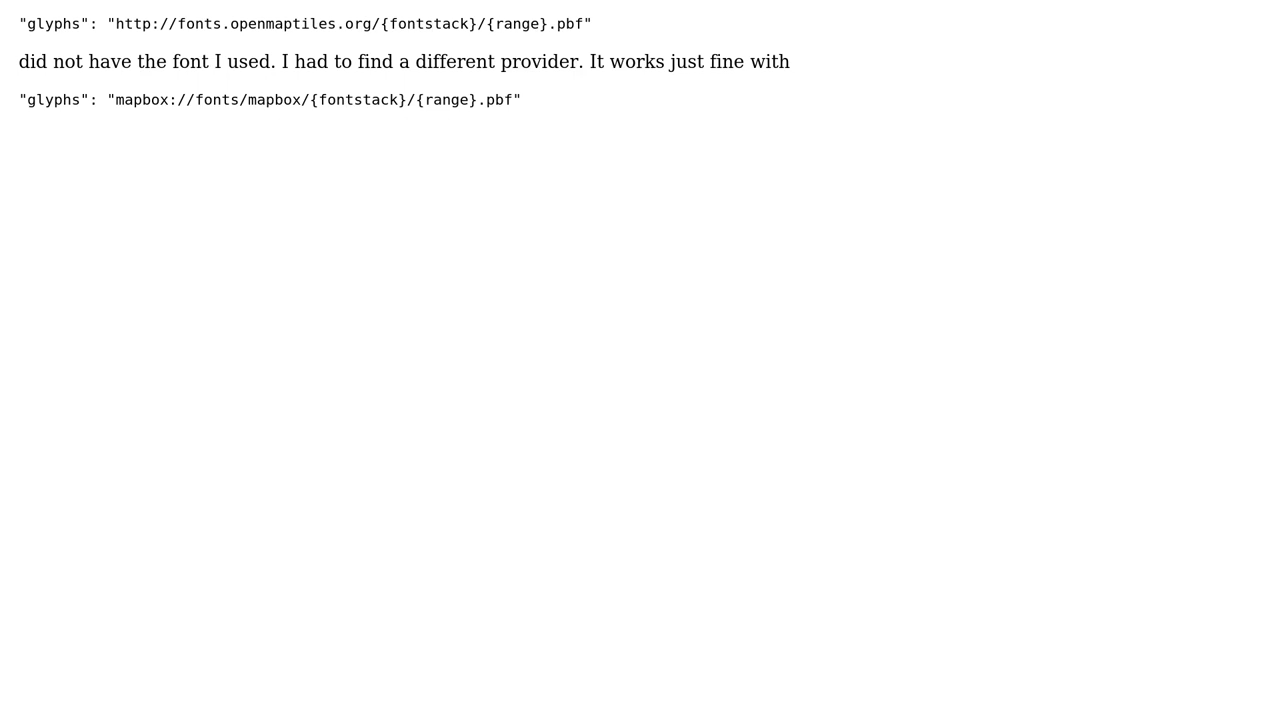 "glyphs": "http://fonts.openmaptiles.org/{fontstack}/{range}.pbf"
did not have the font I used. I had to find a different provider. It works just fine with
"glyphs": "mapbox://fonts/mapbox/{fontstack}/{range}.pbf"